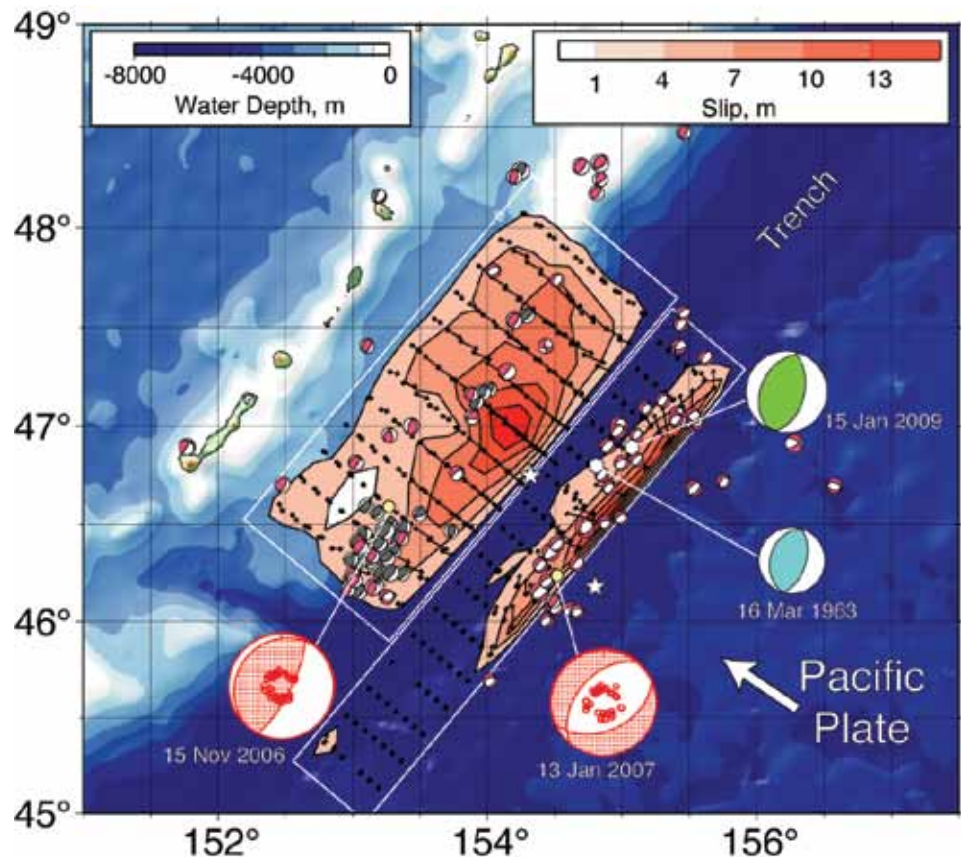 49°
-8000 -4000 0
Water Depth, m
1 4 7 10 13
Slip, m
Trench
48°
47°
15 Jan 2009
16 Mar 1963
46°
Pacific
Plate
15 Nov 2006
13 Jan 2007
45°
152° 154° 156°